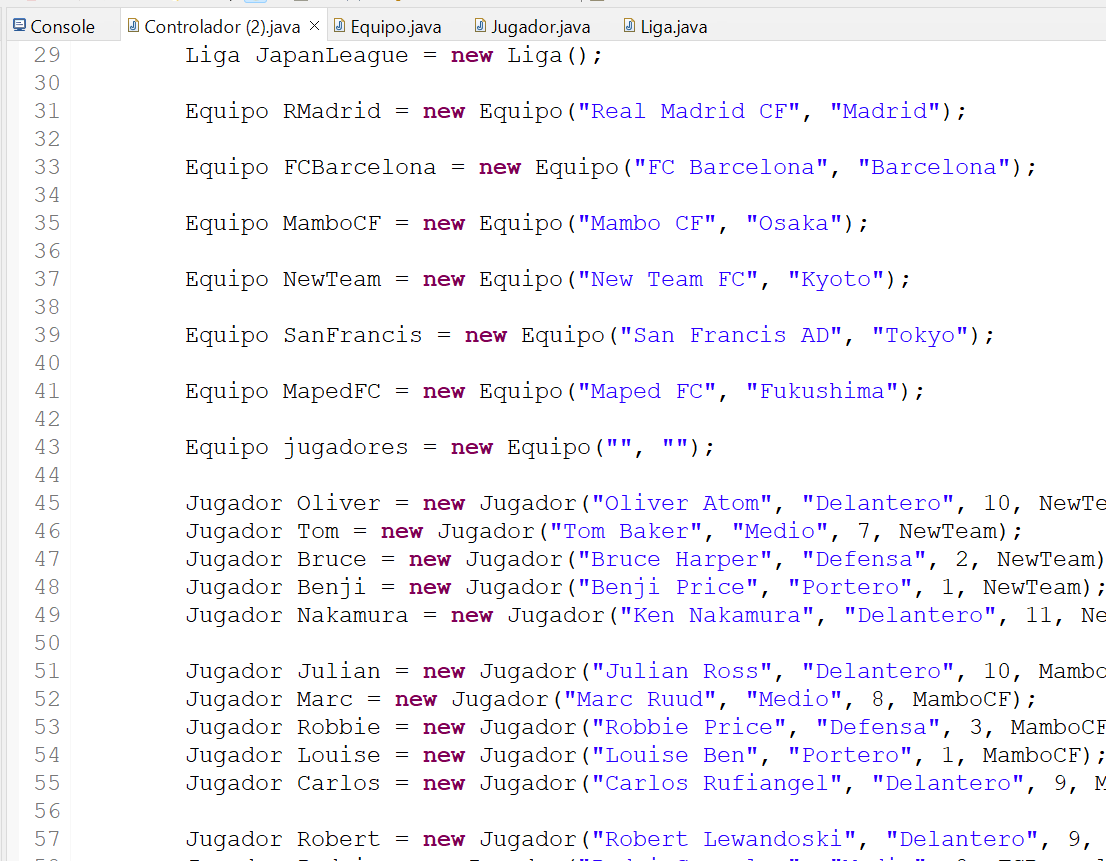 Console Controlador (2).java × Equipo.java Jugador.java Liga.java
29 Liga JapanLeague = new Liga();
30
31 Equipo RMadrid = new Equipo("Real Madrid CF", "Madrid");
32
33 Equipo FCBarcelona = new Equipo("FC Barcelona", "Barcelona");
34
35 Equipo MamboCF = new Equipo("Mambo CF", "Osaka");
36
37 Equipo NewTeam = new Equipo("New Team FC", "Kyoto");
38
39 Equipo SanFrancis = new Equipo("San Francis AD", "Tokyo");
40
41 Equipo MapedFC = new Equipo("Maped FC", "Fukushima");
42
43 Equipo jugadores = new Equipo("", "");
44
45 Jugador Oliver = new Jugador("Oliver Atom", "Delantero", 10, NewTe
46 Jugador Tom = new Jugador("Tom Baker", "Medio", 7, NewTeam);
47 Jugador Bruce = new Jugador("Bruce Harper", "Defensa", 2, NewTeam)
48 Jugador Benji = new Jugador("Benji Price", "Portero", 1, NewTeam);
49 Jugador Nakamura = new Jugador("Ken Nakamura", "Delantero", 11, Ne
50
51 Jugador Julian = new Jugador("Julian Ross", "Delantero", 10, Mambo
52 Jugador Marc = new Jugador("Marc Ruud", "Medio", 8, MamboCF);
53 Jugador Robbie = new Jugador("Robbie Price", "Defensa", 3, MamboCF
54 Jugador Louise = new Jugador("Louise Ben", "Portero", 1, MamboCF);
55 Jugador Carlos = new Jugador("Carlos Rufiangel", "Delantero", 9, M
56
57 Jugador Robert = new Jugador("Robert Lewandoski", "Delantero", 9,